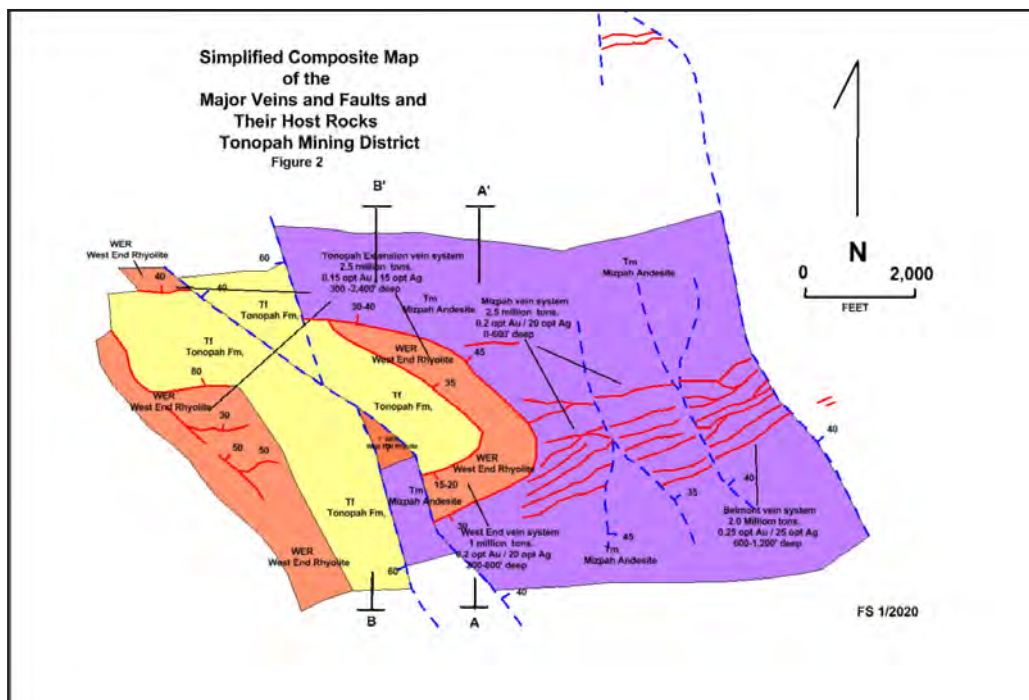 Simplified Composite Map
of the
Major Veins and Faults and
Their Host Rocks
Tonopah Mining District
Figure 2
B'
A'
N
0 2,000
FEET
WER
West End Rhyolite
40
40
60
Tonopah Extension vein system
2.5 million tons.
0.15 opt Au / 15 opt Ag
300 -2,400' deep
Tm
Mizpah Andesite
Tm
Mizpah Andesite
Mizpah vein system
2.5 million tons.
0.2 opt Au / 20 opt Ag
0-600' deep
Tf
Tonopah Fm.
30-40
Tf
Tonopah Fm.
WER
West End Rhyolite
45
35
80
WER
West End Rhyolite
30
50
50
Tf
Tonopah Fm.
WER
West End Rhyolite
15-20
Tm
Mizpah Andesite
Tf
Tonopah Fm.
30
West End vein system
1 million tons.
0.2 opt Au / 20 opt Ag
deep
40
40
35
45
Tm
Mizpah Andesite
Belmont vein system
2.0 Milliom tons.
0.25 opt Au / 25 opt Ag
600-1,200' deep
WER
West End Rhyolite
60
40
B
A
FS 1/2020